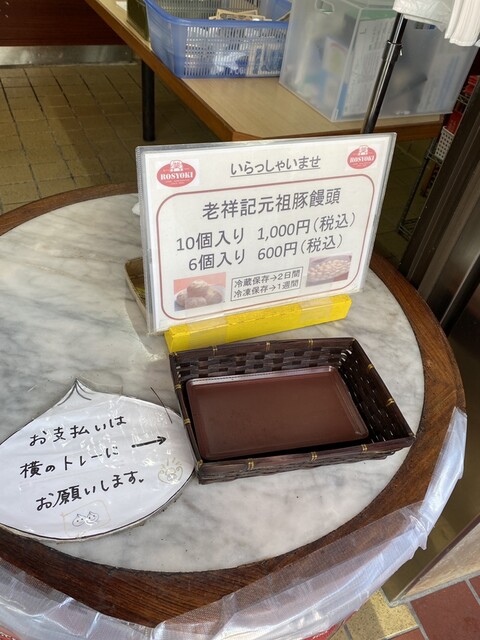 いらっしゃいませ
ROSYOKI
ROSYOKI
老祥記元祖豚饅頭
10個入り 1,000円(税込)
6個入り 600円(税込)
冷蔵保存→2日間
冷凍保存→1週間
お支払いは
横のトレーに →
お願いします。